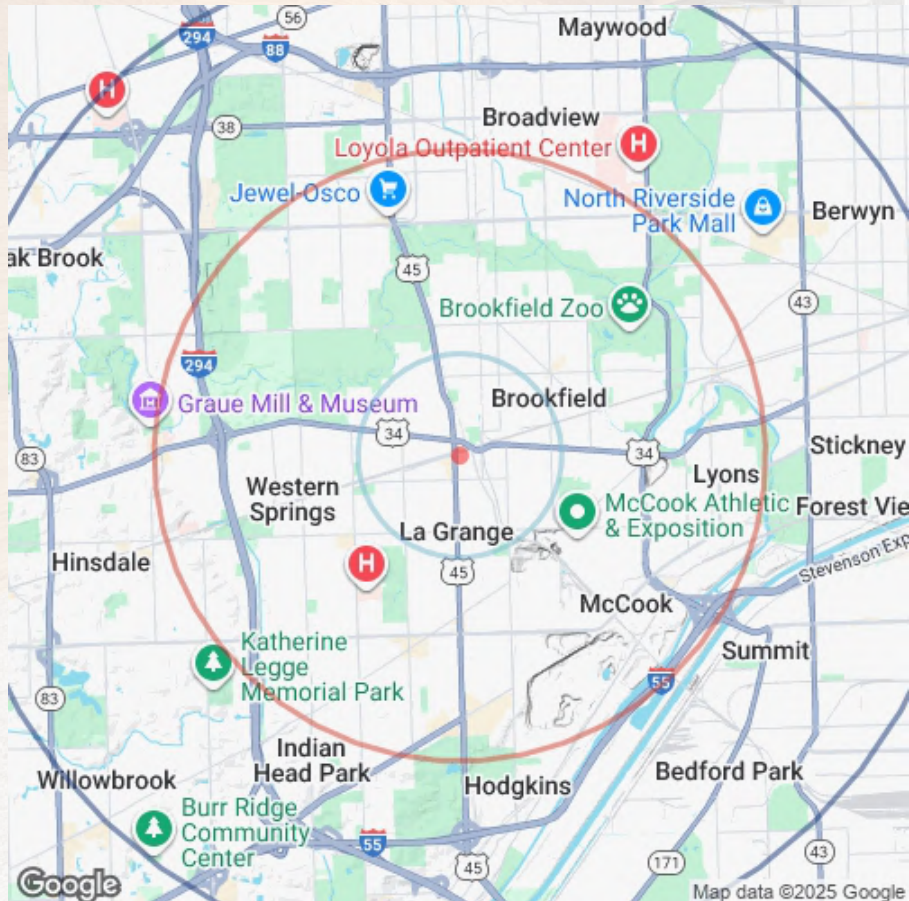 56
Maywood
294
88
H
Broadview
38
Loyola Outpatient Center
H
Jewel-Osco
North Riverside
Park Mall
Berwyn
ak Brook
45
43
Brookfield Zoo
294
Brookfield
Graue Mill & Museum
34
34
83
Stickney
Lyons
Western
Springs
McCook Athletic
& Exposition
Forest Vie
La Grange
Stevenson Exp
Hinsdale
H
45
McCook
Katherine
Legge
Memorial Park
Summit
55
83
Indian
Head Park
Willowbrook
Hodgkins
Bedford Park
Burr Ridge
Community
Center
55
45
171
43
Google
Map data ©2025 Google